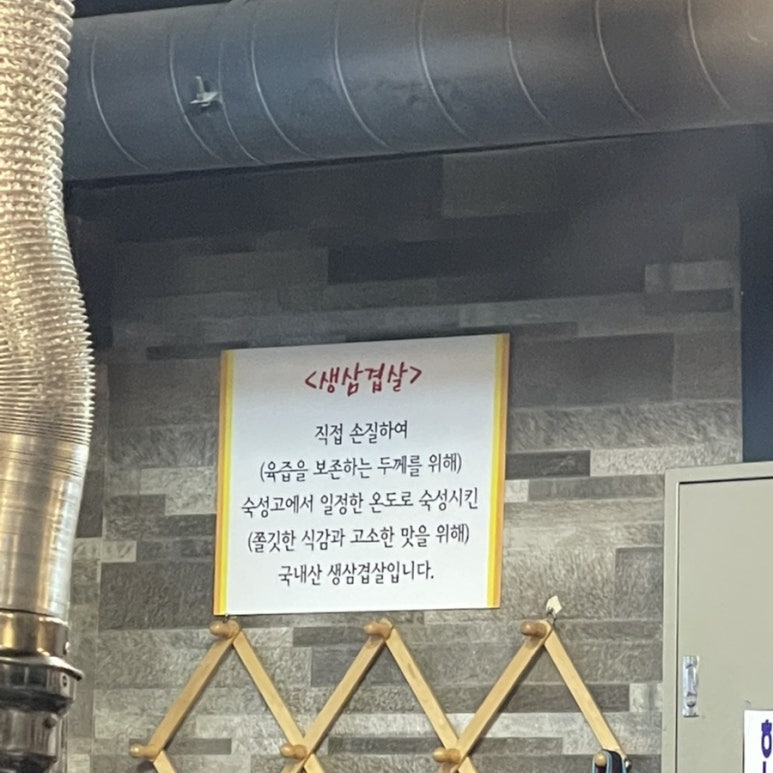 <생삼겹살>
직접 손질하여
(육즙을 보존하는 두께를 위해)
숙성고에서 일정한 온도로 숙성시킨
(쫄깃한 식감과 고소한 맛을 위해)
국내산 생삼겹살입니다.